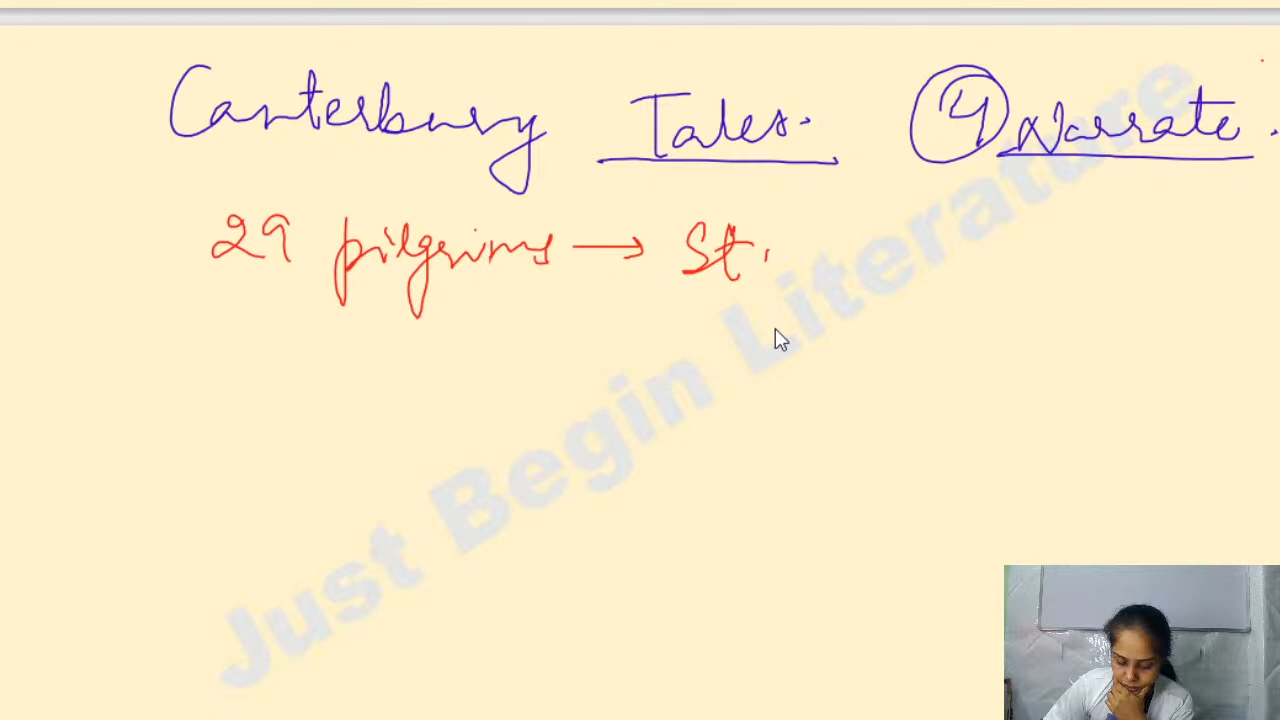 Canterbury Tales. 4 Narrate.
29 pilgrims → St.
Just Begin Literature